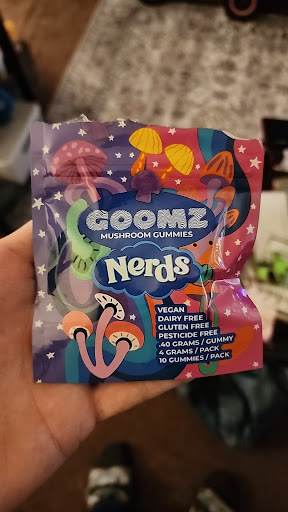 GOOMZ
MUSHROOM GUMMIES
Nerds
VEGAN
DAIRY FREE
GLUTEN FREE
PESTICIDE FREE
.40 GRAMS / GUMMY
4 GRAMS / PACK
10 GUMMIES / PACK